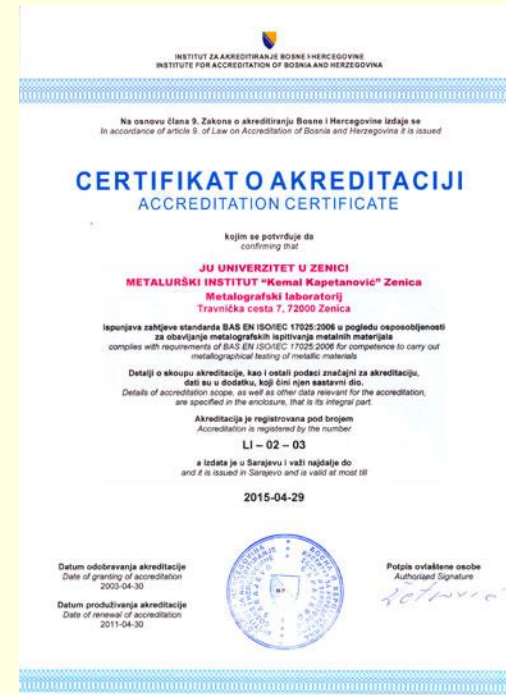 INSTITUT ZA AKREDITIRANJE BOSNE I HERCEGOVINE
INSTITUTE FOR ACCREDITATION OF BOSNIA AND HERZEGOVINA
Na osnovu člana 9. Zakona o akreditiranju Bosne i Hercegovine izdaje se
In accordance of article 9. of Law on Accreditation of Bosnia and Herzegovina it is issued
CERTIFIKAT O AKREDITACIJI
ACCREDITATION CERTIFICATE
kojim se potvrđuje da
confirming that
JU UNIVERZITET U ZENICI
METALURŠKI INSTITUT “Kemal Kapetanović” Zenica
Metalografski laboratorij
Travnička cesta 7, 72000 Zenica
ispunjava zahtjeve standarda BAS EN ISO/IEC 17025:2006 u pogledu osposobljenosti
za obavljanje metalografskih ispitivanja metalnih materijala
complies with requirements of BAS EN ISO/IEC 17025:2006 for competence to carry out
metallographical testing of metallic materials
Detalji o skoupu akreditacije, kao i ostali podaci značajni za akreditaciju,
dati su u dodatku, koji čini njen sastavni dio.
Details of accreditation scope, as well as other data relevant for the accreditation,
are specified in the enclosure, that is its integral part.
Akreditacija je registrovana pod brojem
Accreditation is registered by the number
LI – 02 – 03
a izdata je u Sarajevu i važi najdalje do
and it is issued in Sarajevo and is valid at most till
2015-04-29
Datum odobravanja akreditacije
Date of granting of accreditation
2003-04-30
Datum produživanja akreditacije
Date of renewal of accreditation
2011-04-30
Potpis ovlaštene osobe
Authorized Signature